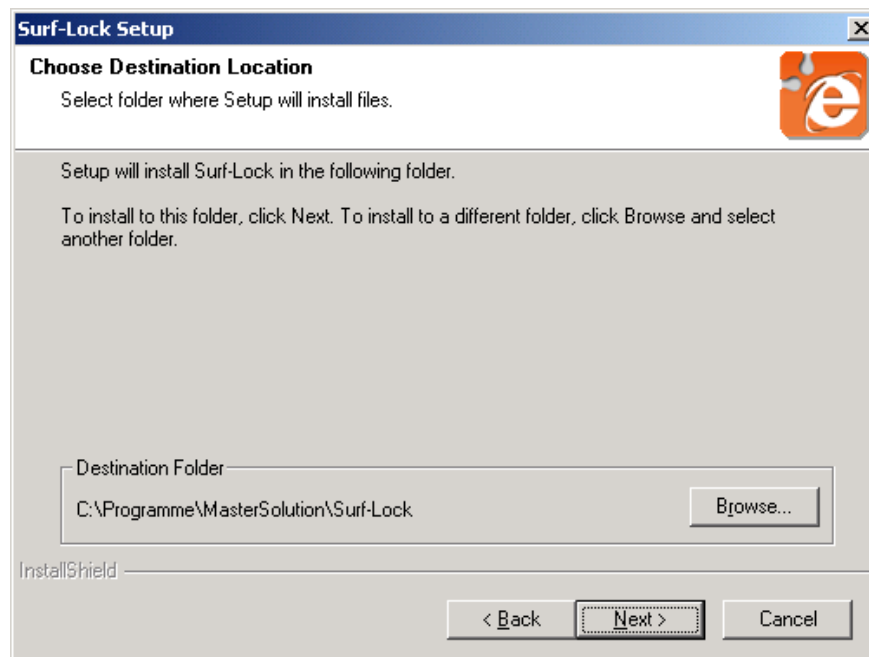 Surf-Lock Setup
Choose Destination Location
Select folder where Setup will install files.
Setup will install Surf-Lock in the following folder.
To install to this folder, click Next. To install to a different folder, click Browse and select
another folder.
Destination Folder
C:\Programme\MasterSolution\Surf-Lock
Browse...
InstallShield
< Back
Next >
Cancel